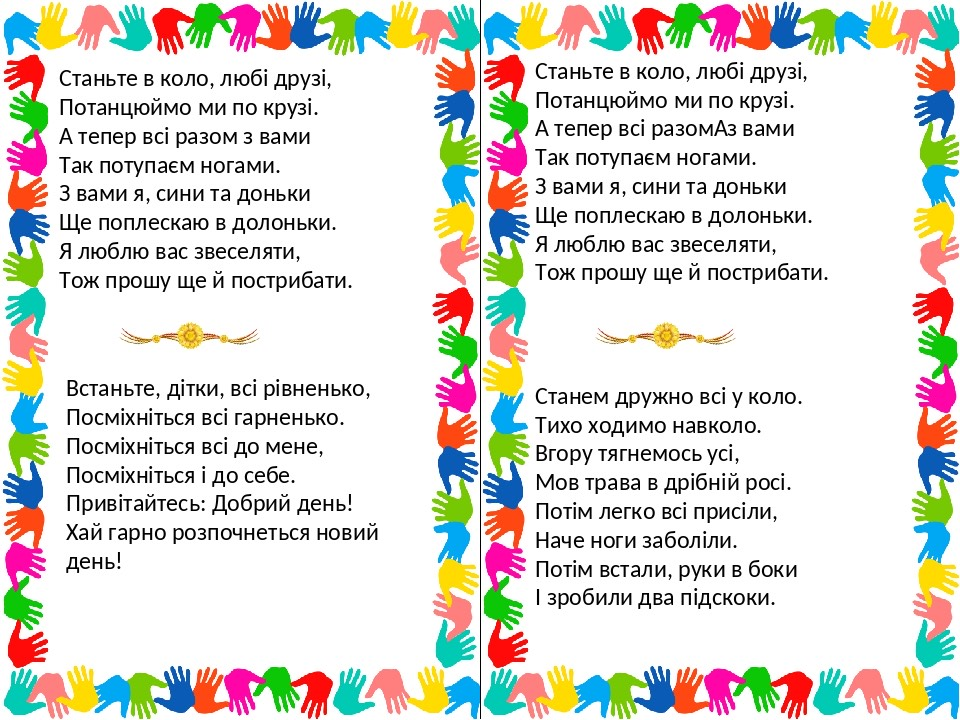 Станьте в коло, любі друзі,
Потанцюймо ми по крузі.
А тепер всі разом з вами
Так потупаєм ногами.
З вами я, сини та доньки
Ще поплескаю в долоньки.
Я люблю вас звеселяти,
Тож прошу ще й пострибати.
Встаньте, дітки, всі рівненько,
Посміхніться всі гарненько.
Посміхніться всі до мене,
Посміхніться і до себе.
Привітайтесь: Добрий день!
Хай гарно розпочнеться новий
день!
Станьте в коло, любі друзі,
Потанцюймо ми по крузі.
А тепер всі разомАз вами
Так потупаєм ногами.
З вами я, сини та доньки
Ще поплескаю в долоньки.
Я люблю вас звеселяти,
Тож прошу ще й пострибати.
Станем дружно всі у коло.
Тихо ходимо навколо.
Вгору тягнемось усі,
Мов трава в дрібній росі.
Потім легко всі присіли,
Наче ноги заболіли.
Потім встали, руки в боки
І зробили два підскоки.